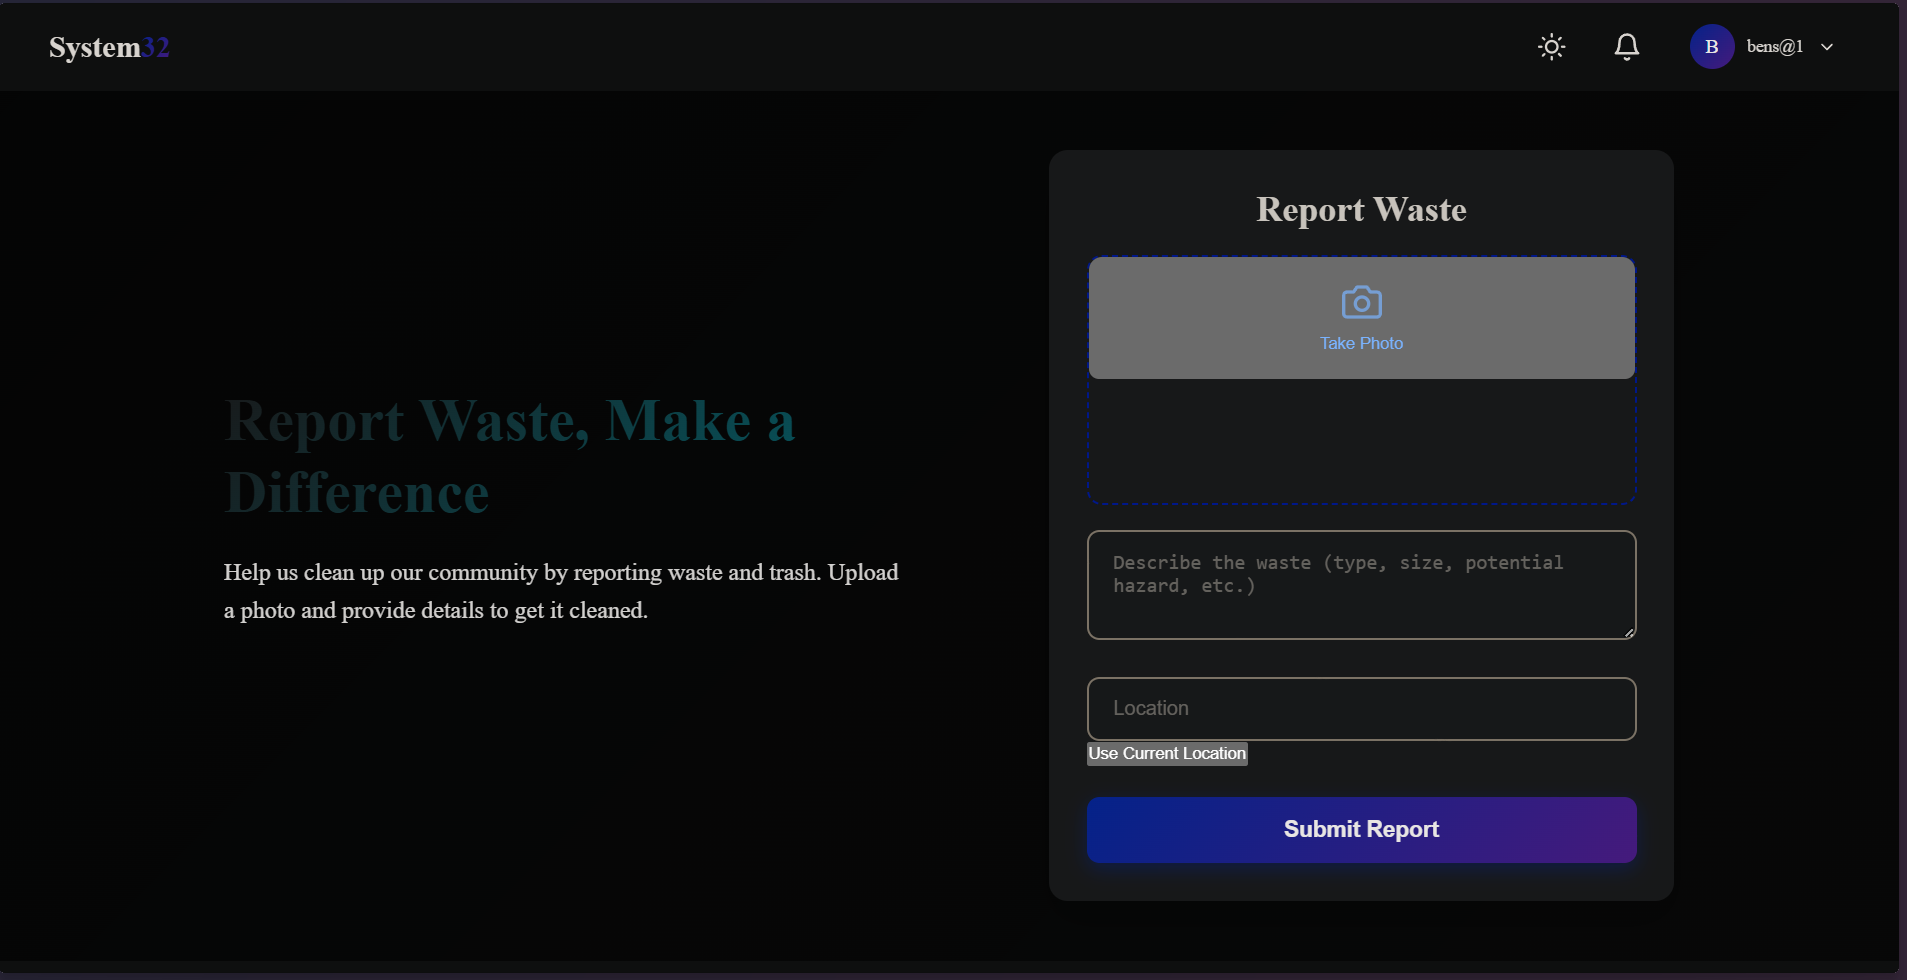 System32
B
bens@1
Report Waste, Make a
Difference
Help us clean up our community by reporting waste and trash. Upload
a photo and provide details to get it cleaned.
Report Waste
Take Photo
Describe the waste (type, size, potential
hazard, etc.)
Location
Use Current Location
Submit Report